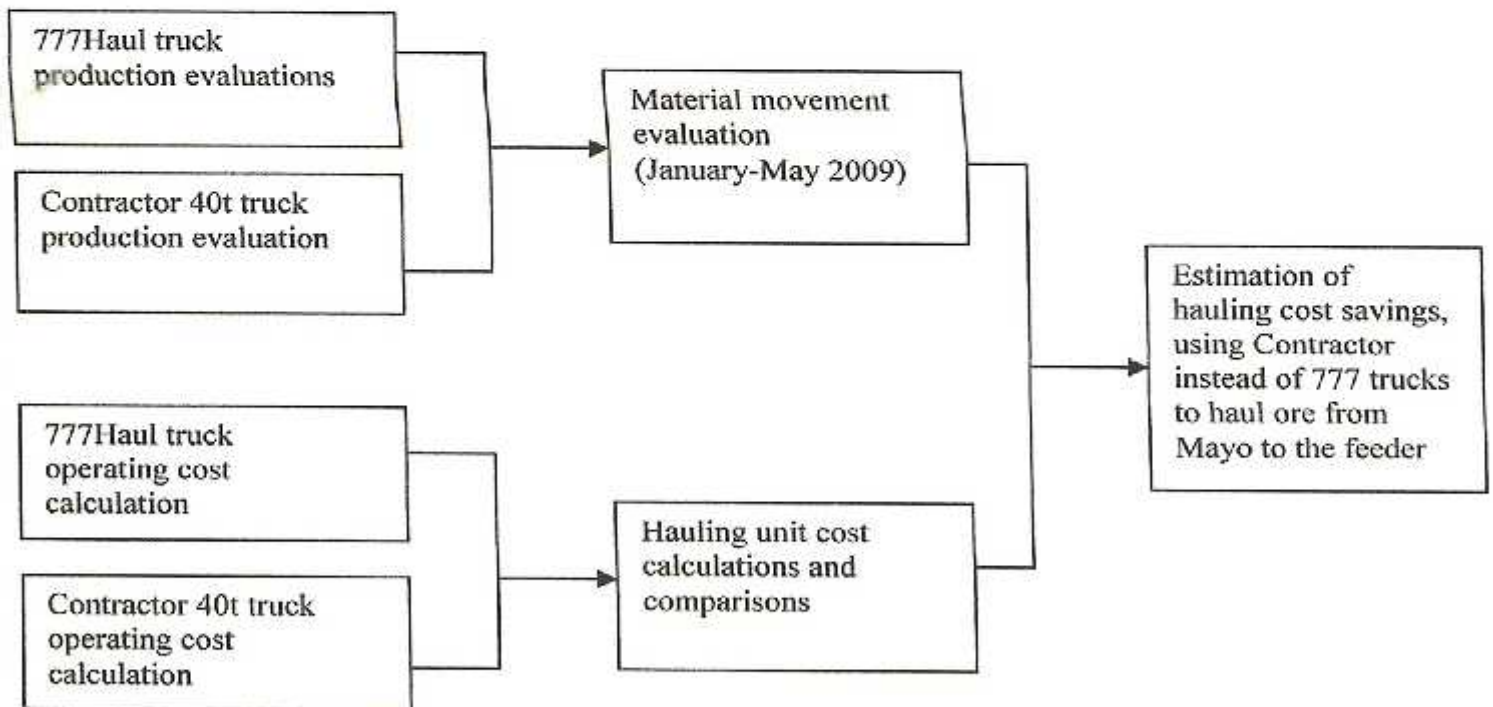 777Haul truck
production evaluations
Contractor 40t truck
production evaluation
Material movement
evaluation
(January-May 2009)
777Haul truck
operating cost
calculation
Contractor 40t truck
operating cost
calculation
Hauling unit cost
calculations and
comparisons
Estimation of
hauling cost savings,
using Contractor
instead of 777 trucks
to haul ore from
Mayo to the feeder